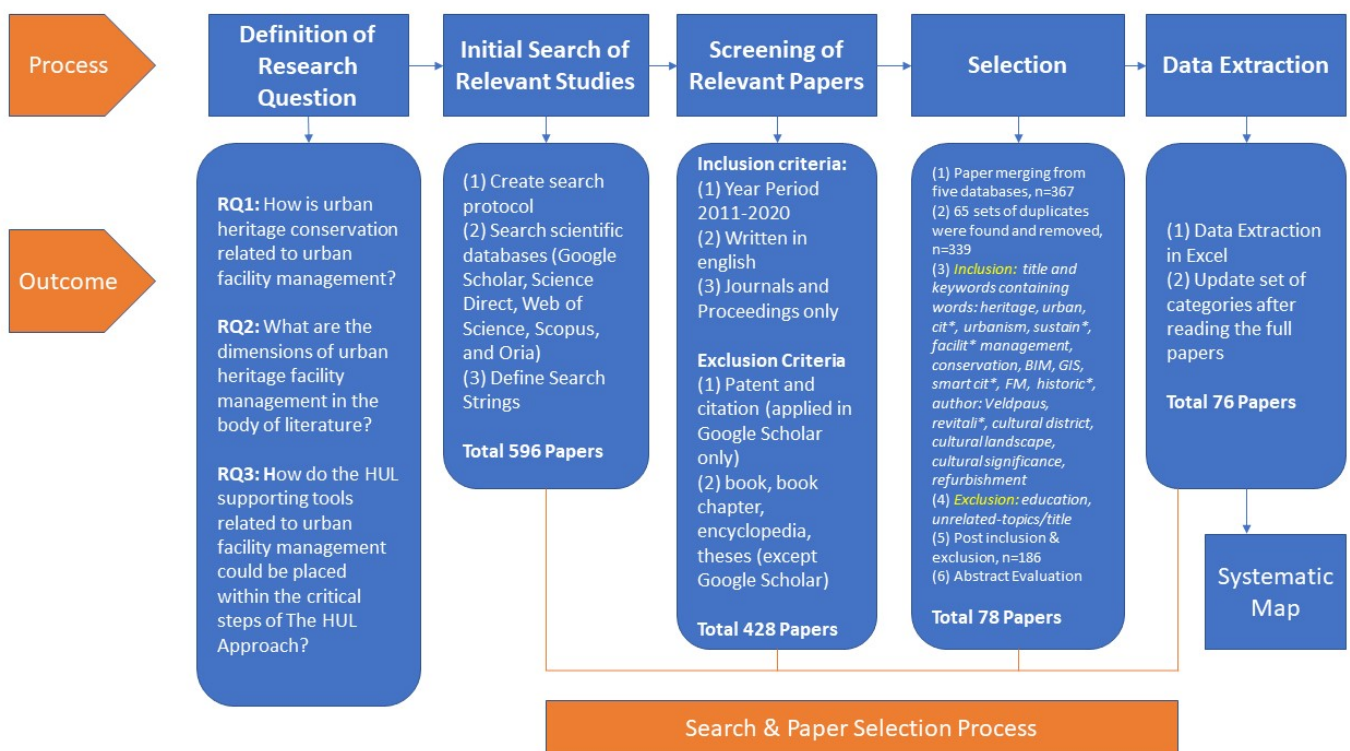 Process
Definition of
Research
Question
Initial Search of
Relevant Studies
Screening of
Relevant Papers
Selection
Data Extraction
Outcome
RQ1: How is urban
heritage conservation
related to urban
facility management?
RQ2: What are the
dimensions of urban
heritage facility
management in the
body of literature?
RQ3: How do the HUL
supporting tools
related to urban
facility management
could be placed
within the critical
steps of The HUL
Approach?
(1) Create search
protocol
(2) Search scientific
databases (Google
Scholar, Science
Direct, Web of
Science, Scopus,
and Oria)
(3) Define Search
Strings
Total 596 Papers
Inclusion criteria:
(1) Year Period
2011-2020
(2) Written in
english
(3) Journals and
Proceedings only
Exclusion Criteria
(1) Patent and
citation (applied in
Google Scholar
only)
(2) book, book
chapter,
encyclopedia,
theses (except
Google Scholar)
Total 428 Papers
(1) Paper merging from
five databases, n=367
(2) 65 sets of duplicates
were found and removed,
n=339
(3) Inclusion: title and
keywords containing
words: heritage, urban,
cit*, urbanism, sustain*,
facilit* management,
conservation, BIM, GIS,
smart cit*, FM, historic*,
author: Veldpaus,
revitali*, cultural district,
cultural landscape,
cultural significance,
refurbishment
(4) Exclusion: education,
unrelated-topics/title
(5) Post inclusion &
exclusion, n=186
(6) Abstract Evaluation
Total 78 Papers
(1) Data Extraction
in Excel
(2) Update set of
categories after
reading the full
papers
Total 76 Papers
Systematic
Map
Search & Paper Selection Process